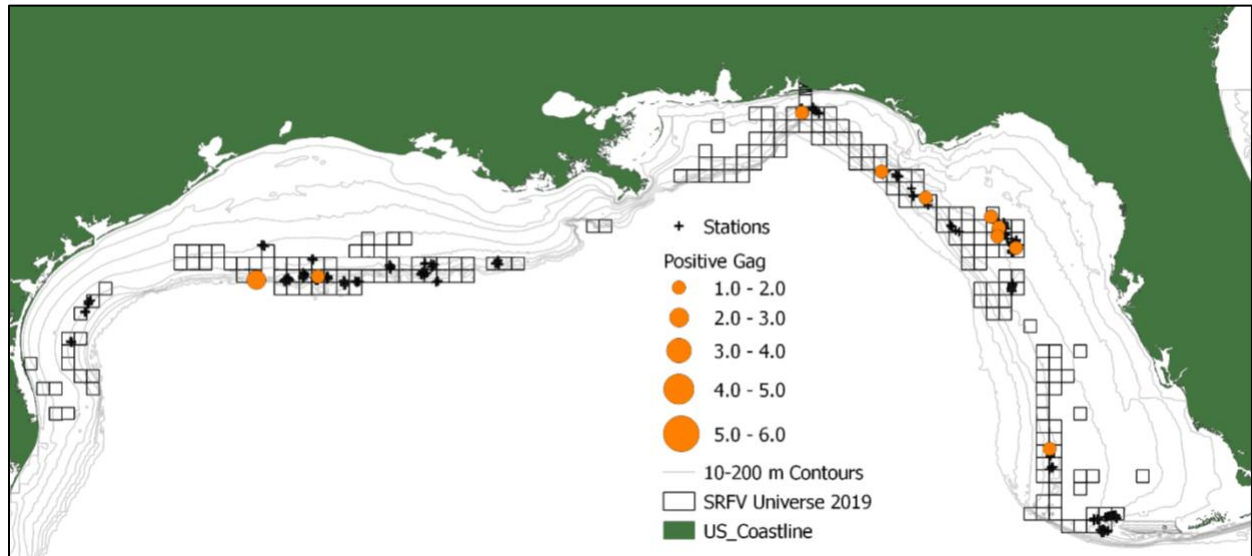 Stations
Positive Gag
1.0 - 2.0
2.0 - 3.0
3.0 - 4.0
4.0 - 5.0
5.0 - 6.0
10-200 m Contours
SRFV Universe 2019
US_Coastline